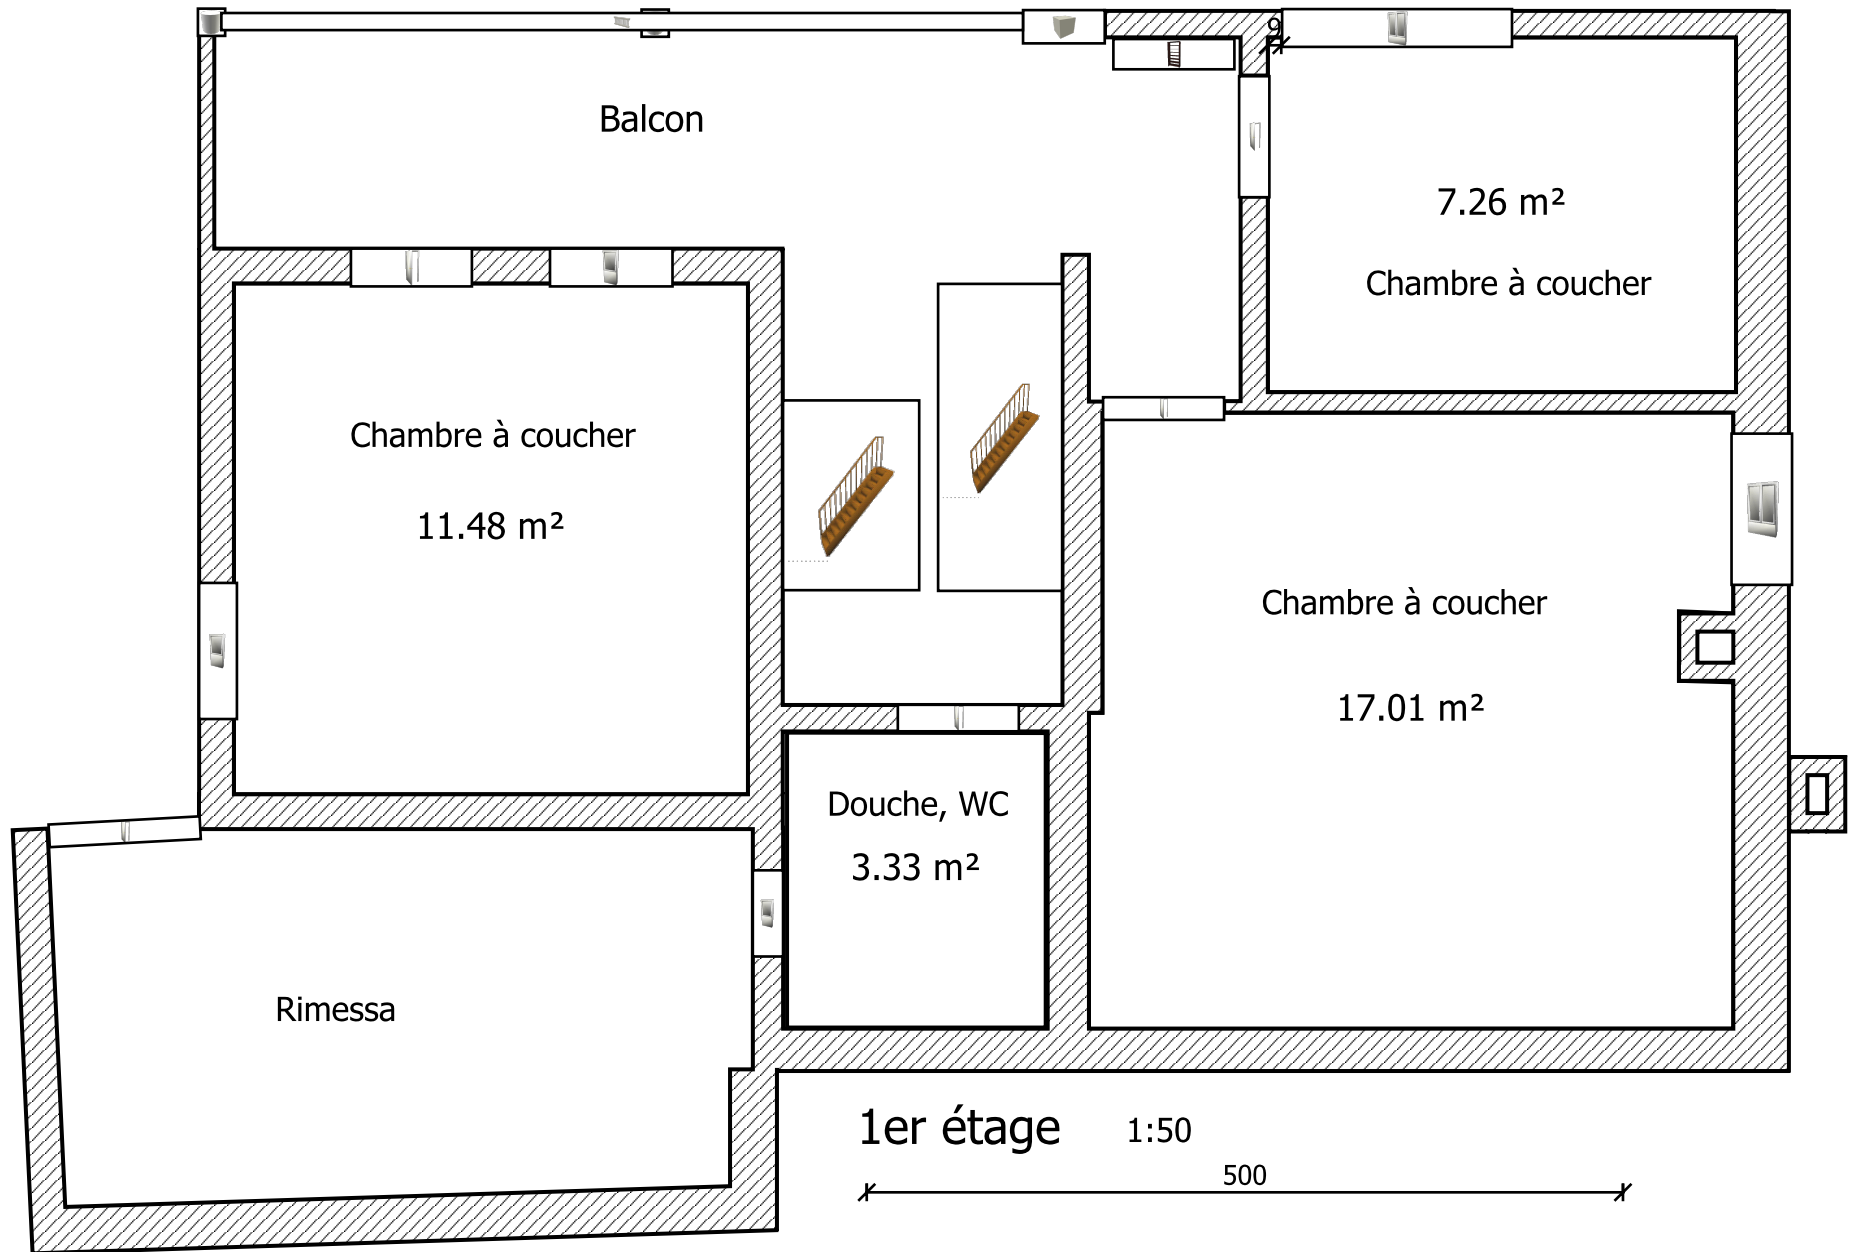 9
Balcon
7.26 m²
Chambre à coucher
Chambre à coucher
11.48 m²
Chambre à coucher
17.01 m²
Douche, WC
3.33 m²
Rimessa
1er étage 1:50
500